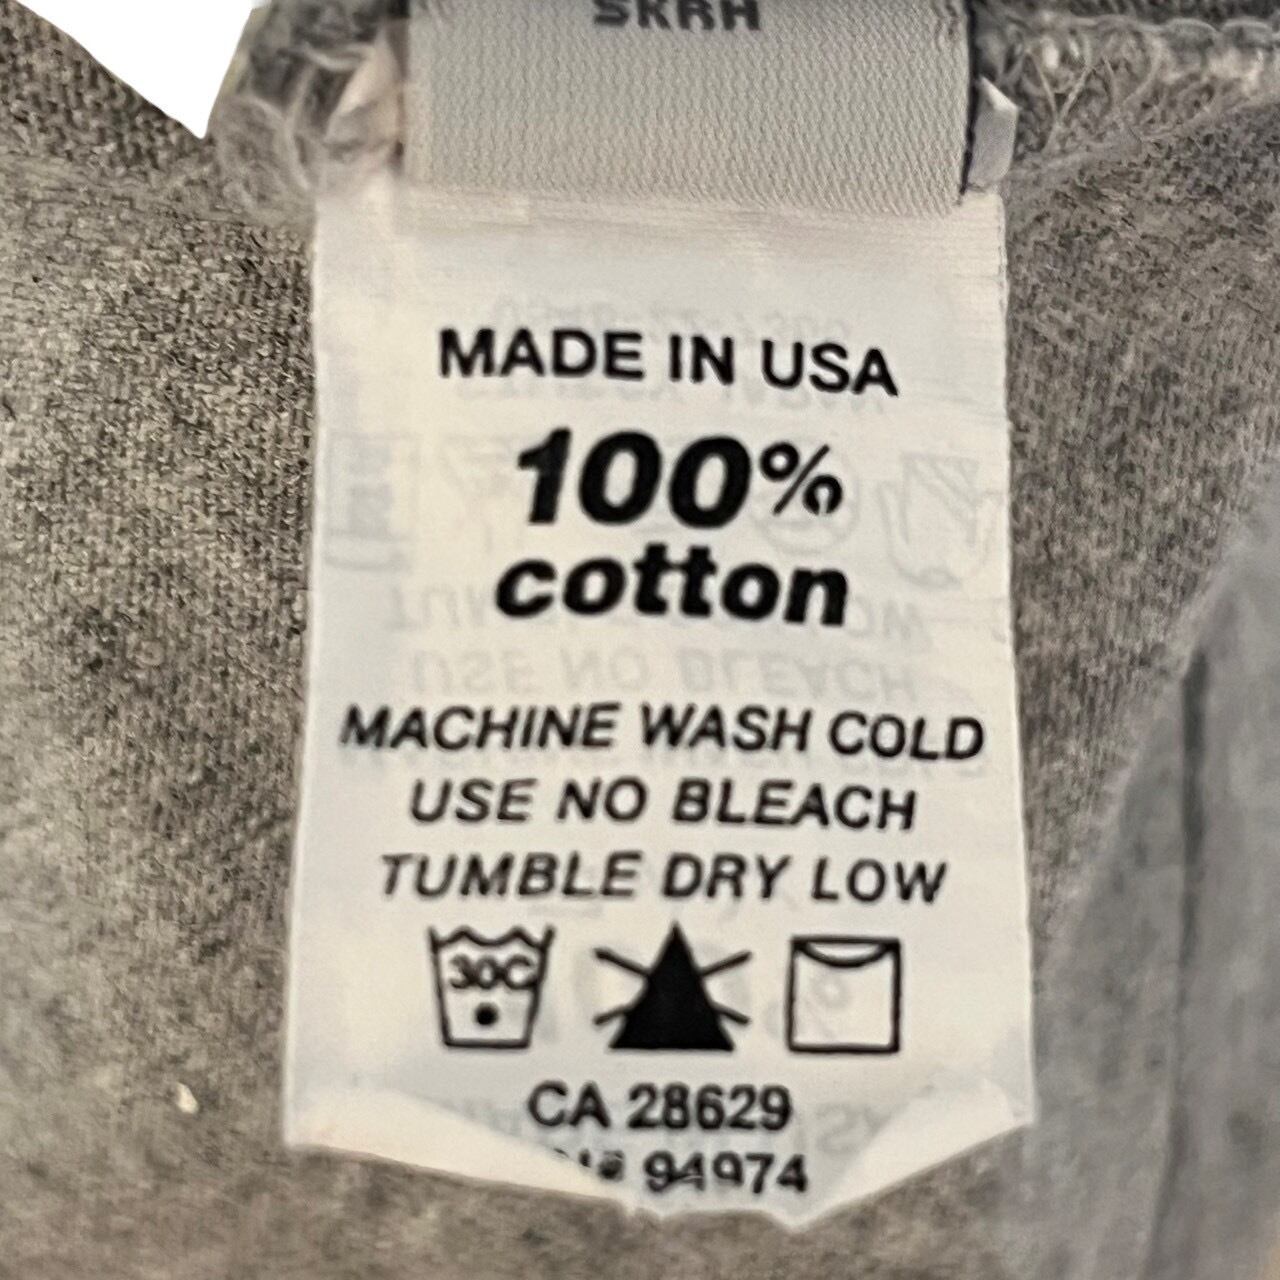 SKRH
MADE IN USA
100%
cotton
MACHINE WASH COLD
USE NO BLEACH
TUMBLE DRY LOW
30C
CA 28629
94974